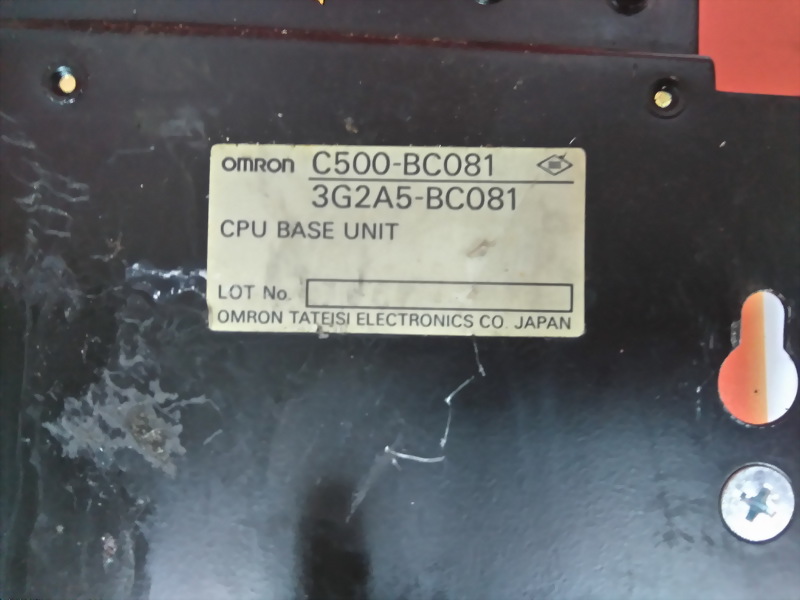 OMRON C500-BC081
3G2A5-BC081
CPU BASE UNIT
LOT No.
OMRON TATEISI ELECTRONICS CO. JAPAN